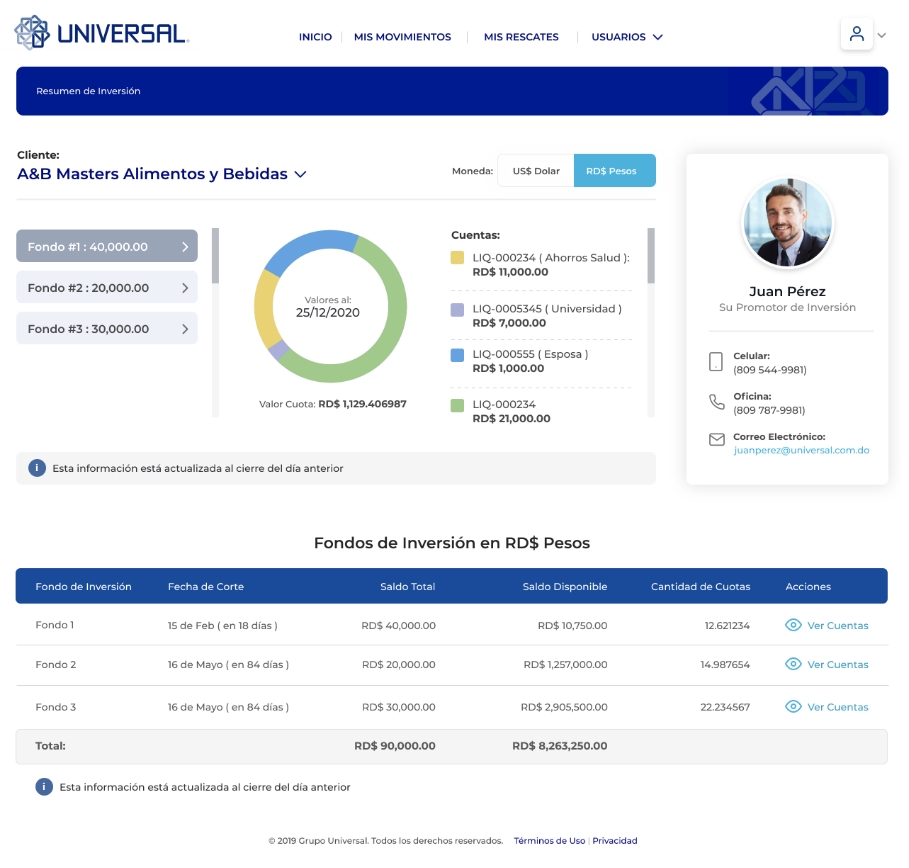 UNIVERSAL
INICIO
MIS MOVIMIENTOS
MIS RESCATES
USUARIOS
Resumen de Inversión
Cliente:
A&B Masters Alimentos y Bebidas
Moneda:
US$ Dolar
RD$ Pesos
Fondo #1 : 40,000.00
Fondo #2 : 20,000.00
Fondo #3 : 30,000.00
Valores al:
25/12/2020
Valor Cuota: RD$ 1,129.406987
Cuentas:
LIQ-000234 ( Ahorros Salud ):
RD$ 11,000.00
LIQ-0005345 ( Universidad )
RD$ 7,000.00
LIQ-000555 ( Esposa )
RD$ 1,000.00
LIQ-000234
RD$ 21,000.00
Juan Pérez
Su Promotor de Inversión
Celular:
(809 544-9981)
Oficina:
(809 787-9981)
Correo Electrónico:
juanperez@universal.com.do
i Esta información está actualizada al cierre del día anterior
Fondos de Inversión en RD$ Pesos
Fondo de Inversión Fecha de Corte Saldo Total Saldo Disponible Cantidad de Cuotas Acciones
Fondo 1 15 de Feb ( en 18 días ) RD$ 40,000.00 RD$ 10,750.00 12.621234 Ver Cuentas
Fondo 2 16 de Mayo ( en 84 días ) RD$ 20,000.00 RD$ 1,257,000.00 14.987654 Ver Cuentas
Fondo 3 16 de Mayo ( en 84 días ) RD$ 30,000.00 RD$ 2,905,500.00 22.234567 Ver Cuentas
Total: RD$ 90,000.00 RD$ 8,263,250.00
i Esta información está actualizada al cierre del día anterior
© 2019 Grupo Universal. Todos los derechos reservados. Términos de Uso | Privacidad